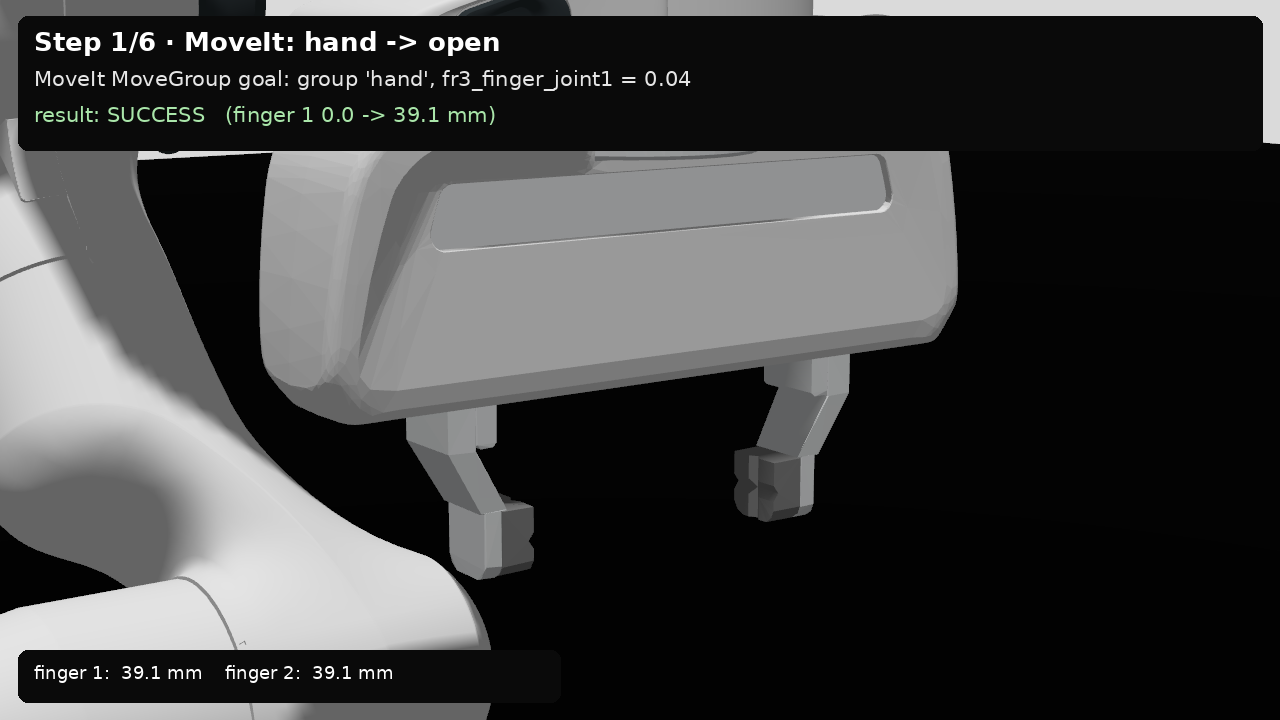 Step 1/6 · MoveIt: hand -> open
MoveIt MoveGroup goal: group 'hand', fr3_finger_joint1 = 0.04
result: SUCCESS (finger 1 0.0 -> 39.1 mm)
finger 1: 39.1 mm finger 2: 39.1 mm